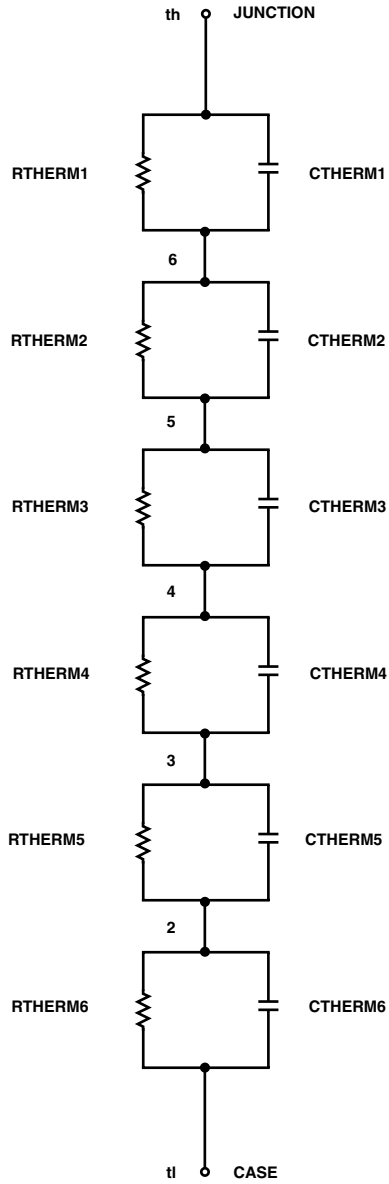 th JUNCTION
RTHERM1 CTHERM1
6
RTHERM2 CTHERM2
5
RTHERM3 CTHERM3
4
RTHERM4 CTHERM4
3
RTHERM5 CTHERM5
2
RTHERM6 CTHERM6
tl CASE